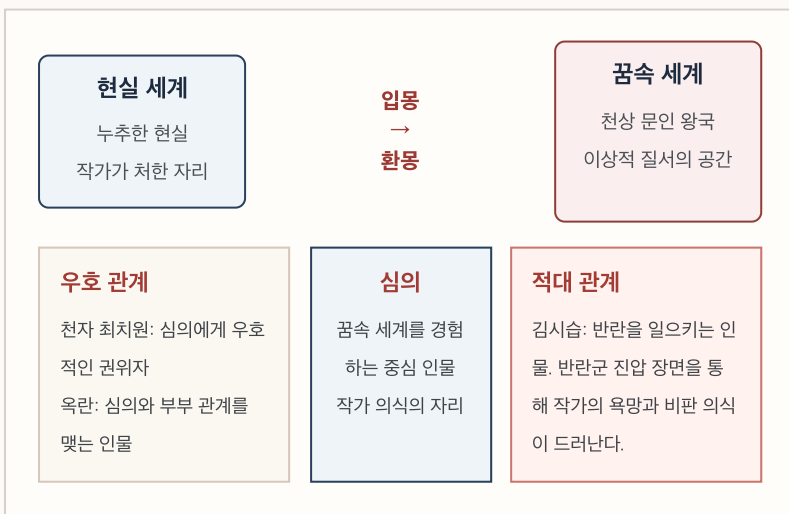 현실 세계
누추한 현실
작가가 처한 자리
입몽
→
환몽
꿈속 세계
천상 문인 왕국
이상적 질서의 공간
우호 관계
천자 최치원: 심의에게 우호
적인 권위자
옥란: 심의와 부부 관계를
맺는 인물
심의
꿈속 세계를 경험
하는 중심 인물
작가 의식의 자리
적대 관계
김시습: 반란을 일으키는 인
물. 반란군 진압 장면을 통
해 작가의 욕망과 비판 의식
이 드러난다.